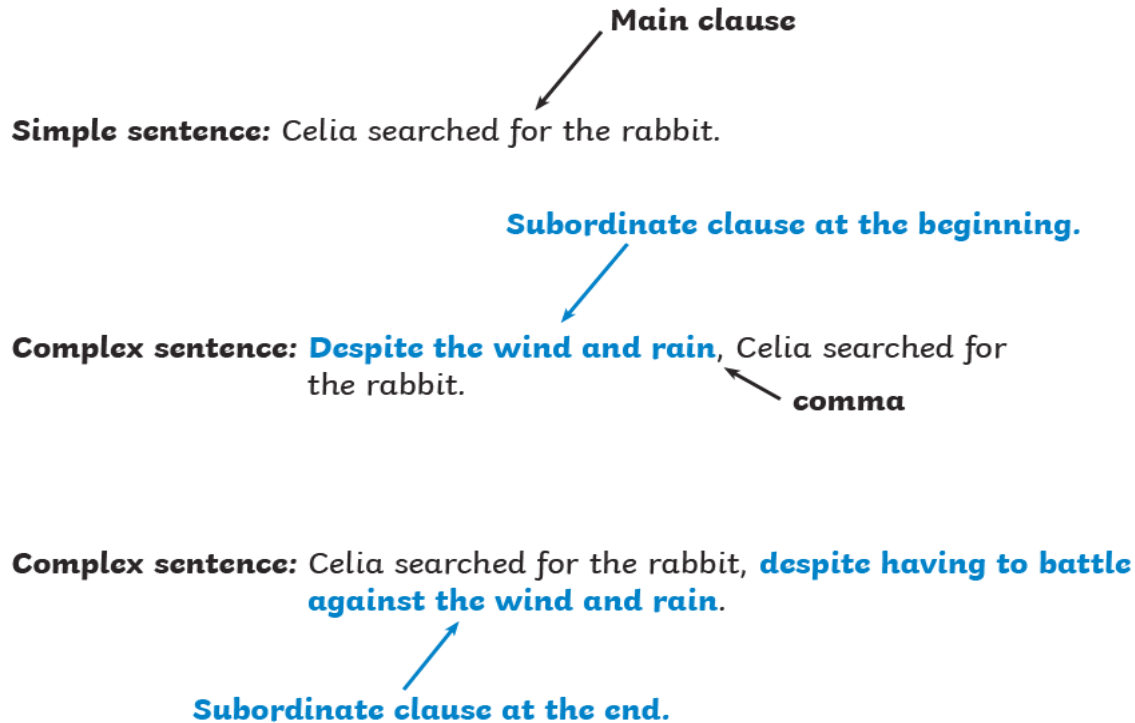 Main clause
Simple sentence: Celia searched for the rabbit.
Subordinate clause at the beginning.
Complex sentence: Despite the wind and rain, Celia searched for
the rabbit.
comma
Complex sentence: Celia searched for the rabbit, despite having to battle
against the wind and rain.
Subordinate clause at the end.